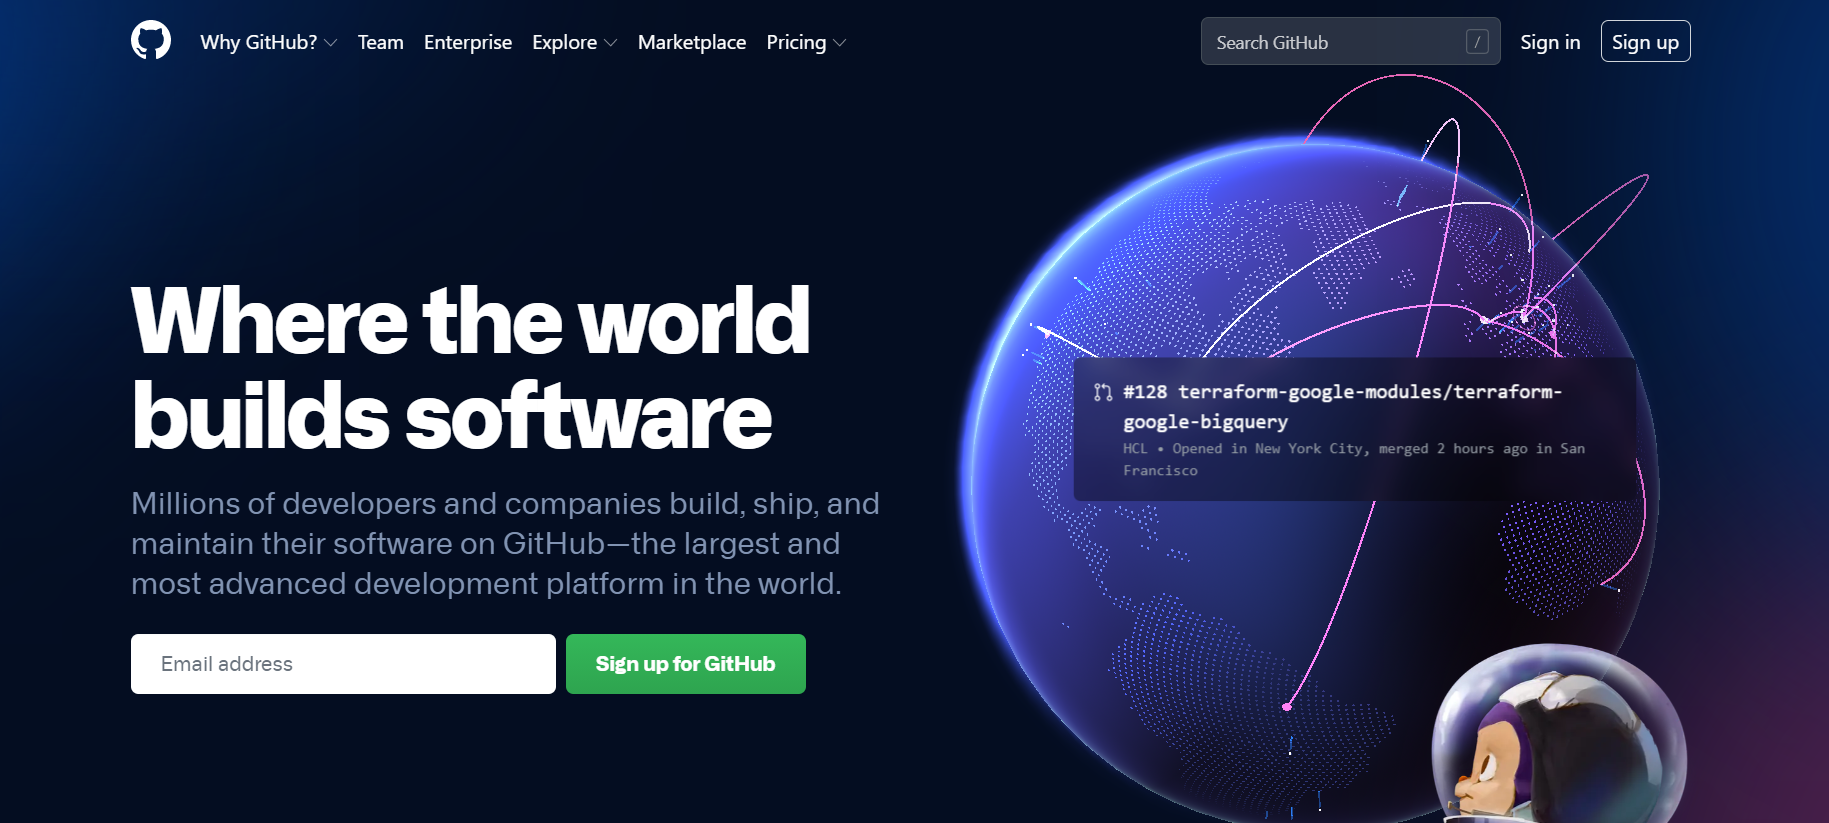 Why GitHub? Team Enterprise Explore Marketplace Pricing
Search GitHub / Sign in Sign up
Where the world
builds software
Millions of developers and companies build, ship, and
maintain their software on GitHub—the largest and
most advanced development platform in the world.
Email address Sign up for GitHub
#128 terraform-google-modules/terraform-
google-bigquery
HCL • Opened in New York City, merged 2 hours ago in San
Francisco